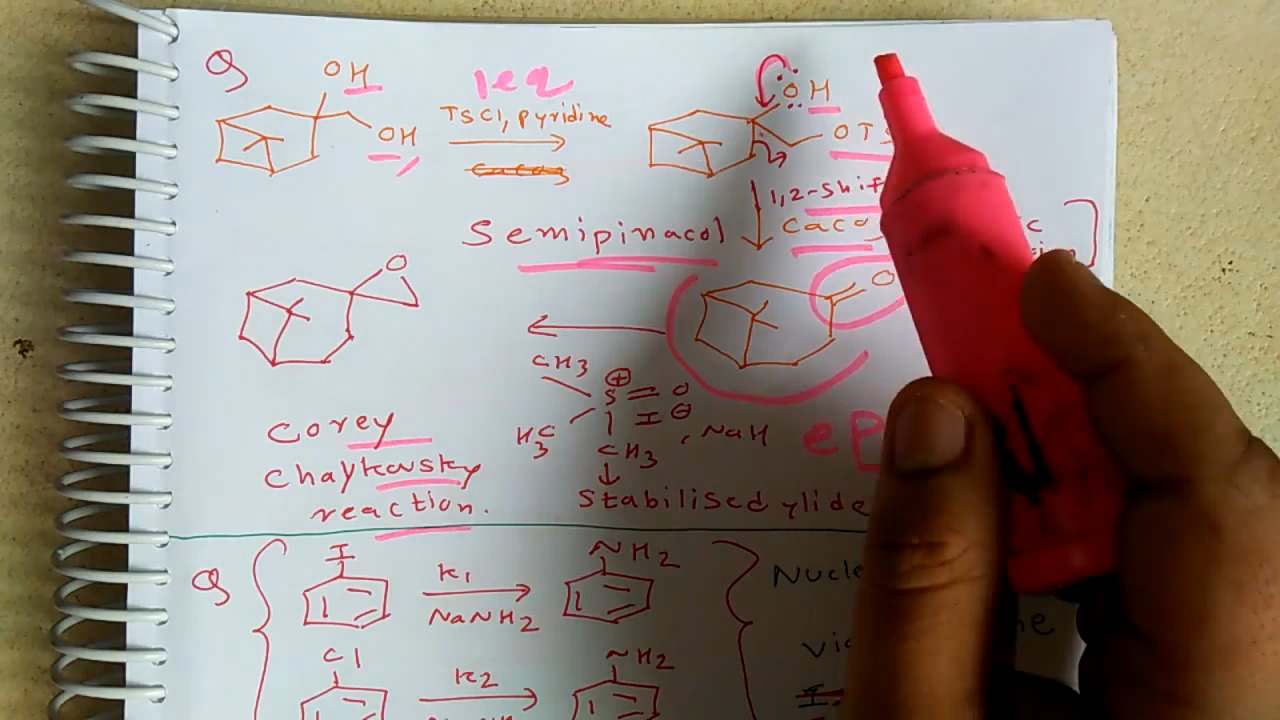 Q
OH
OH
1eq
TsCl, pyridine
OH
OTS
1,2-shif
CaCO
Semipinacol
O
O
CH3
S⊕=O
I⊖
H3C
CH3
, NaH
Corey
Chaykovsky
reaction.
Stabilised ylide
Q
I
K1
NaNH2
NH2
Nucle
Cl
K2
NH2